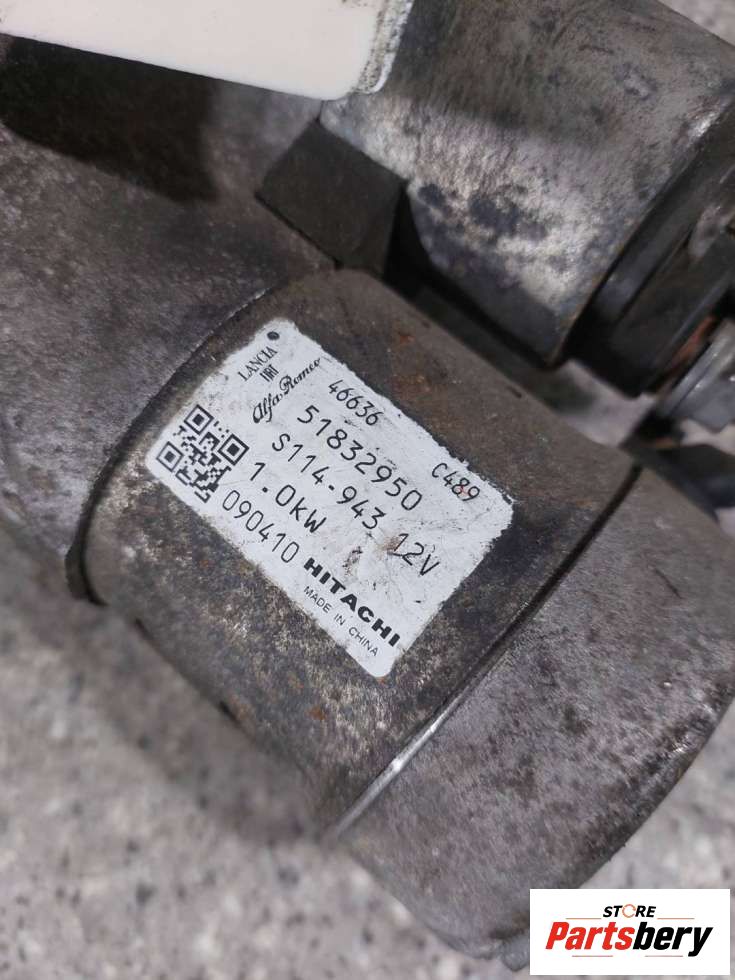 LANCIA
FIAT
Alfa Romeo
46636
51832950 C489
S114-943
1.0kW 12V
090410 HITACHI
MADE IN CHINA
STORE
Partsbery